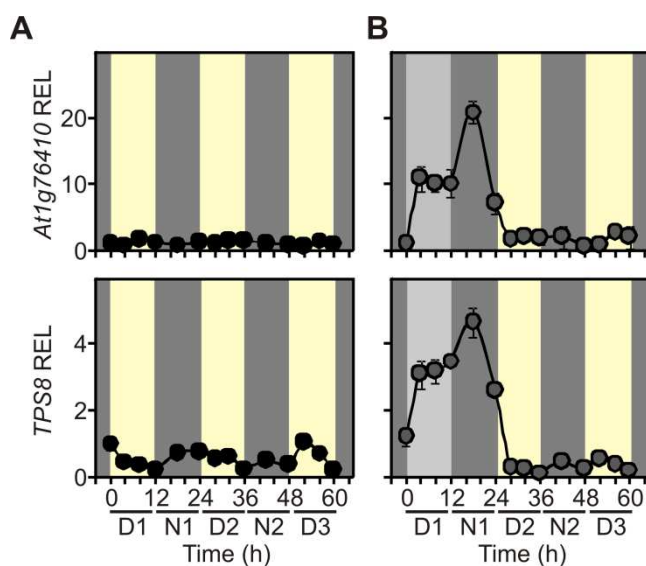 A
B
At1g76410 REL
20
10
0
TPS8 REL
4
2
0
0 12 24 36 48 60
D1 N1 D2 N2 D3
Time (h)
0 12 24 36 48 60
D1 N1 D2 N2 D3
Time (h)